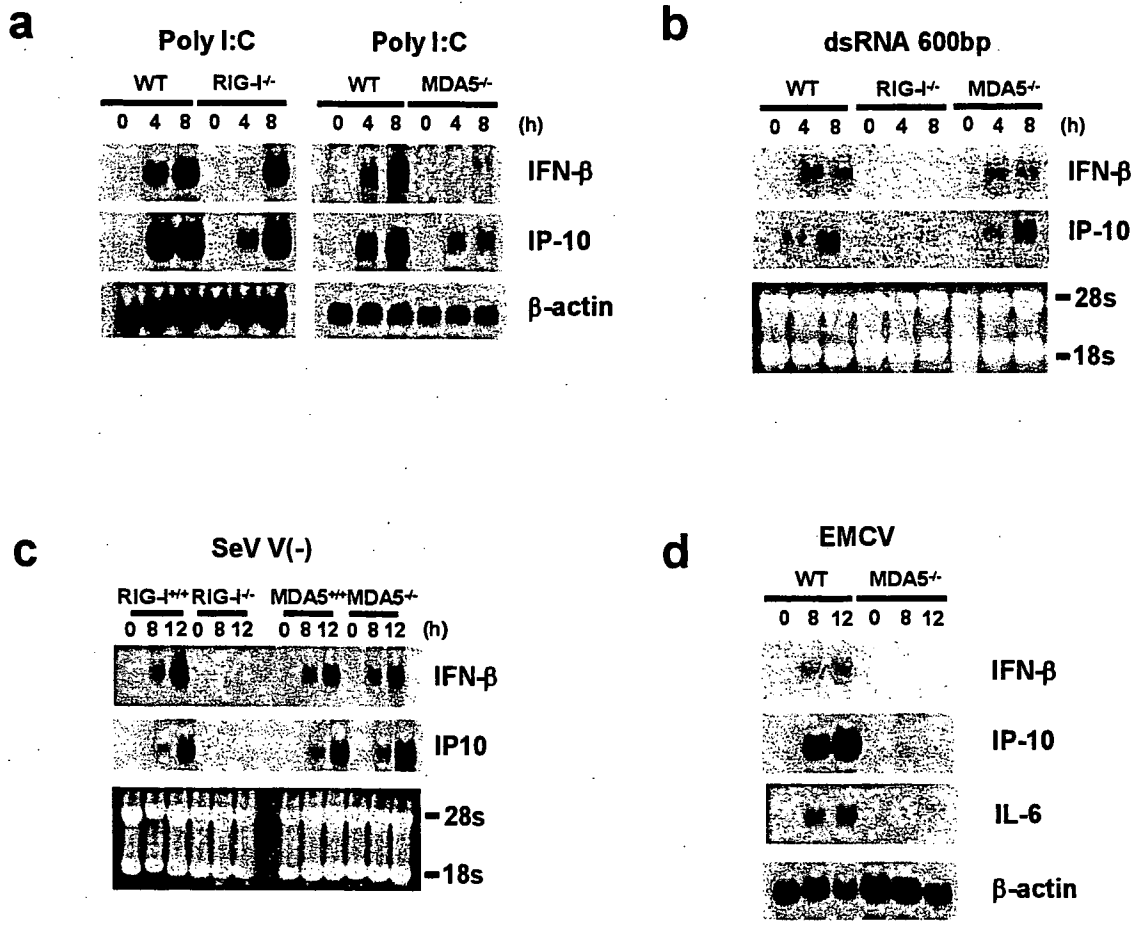 a
Poly I:C Poly I:C
WT RIG-I-/- WT MDA5-/-
0 4 8 0 4 8 0 4 8 0 4 8 (h)
IFN-β
IP-10
β-actin
b
dsRNA 600bp
WT RIG-I-/- MDA5-/-
0 4 8 0 4 8 0 4 8 (h)
IFN-β
IP-10
28s
18s
c
SeV V(-)
RIG-I+/+ RIG-I-/- MDA5+/+ MDA5-/-
0 8 12 0 8 12 0 8 12 0 8 12 (h)
IFN-β
IP10
28s
18s
d
EMCV
WT MDA5-/-
0 8 12 0 8 12
IFN-β
IP-10
IL-6
β-actin